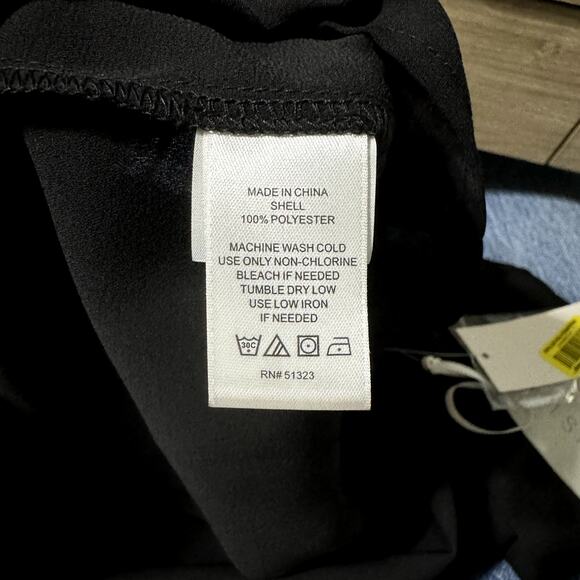 MADE IN CHINA
SHELL
100% POLYESTER
MACHINE WASH COLD
USE ONLY NON-CHLORINE
BLEACH IF NEEDED
TUMBLE DRY LOW
USE LOW IRON
IF NEEDED
30C
RN# 51323